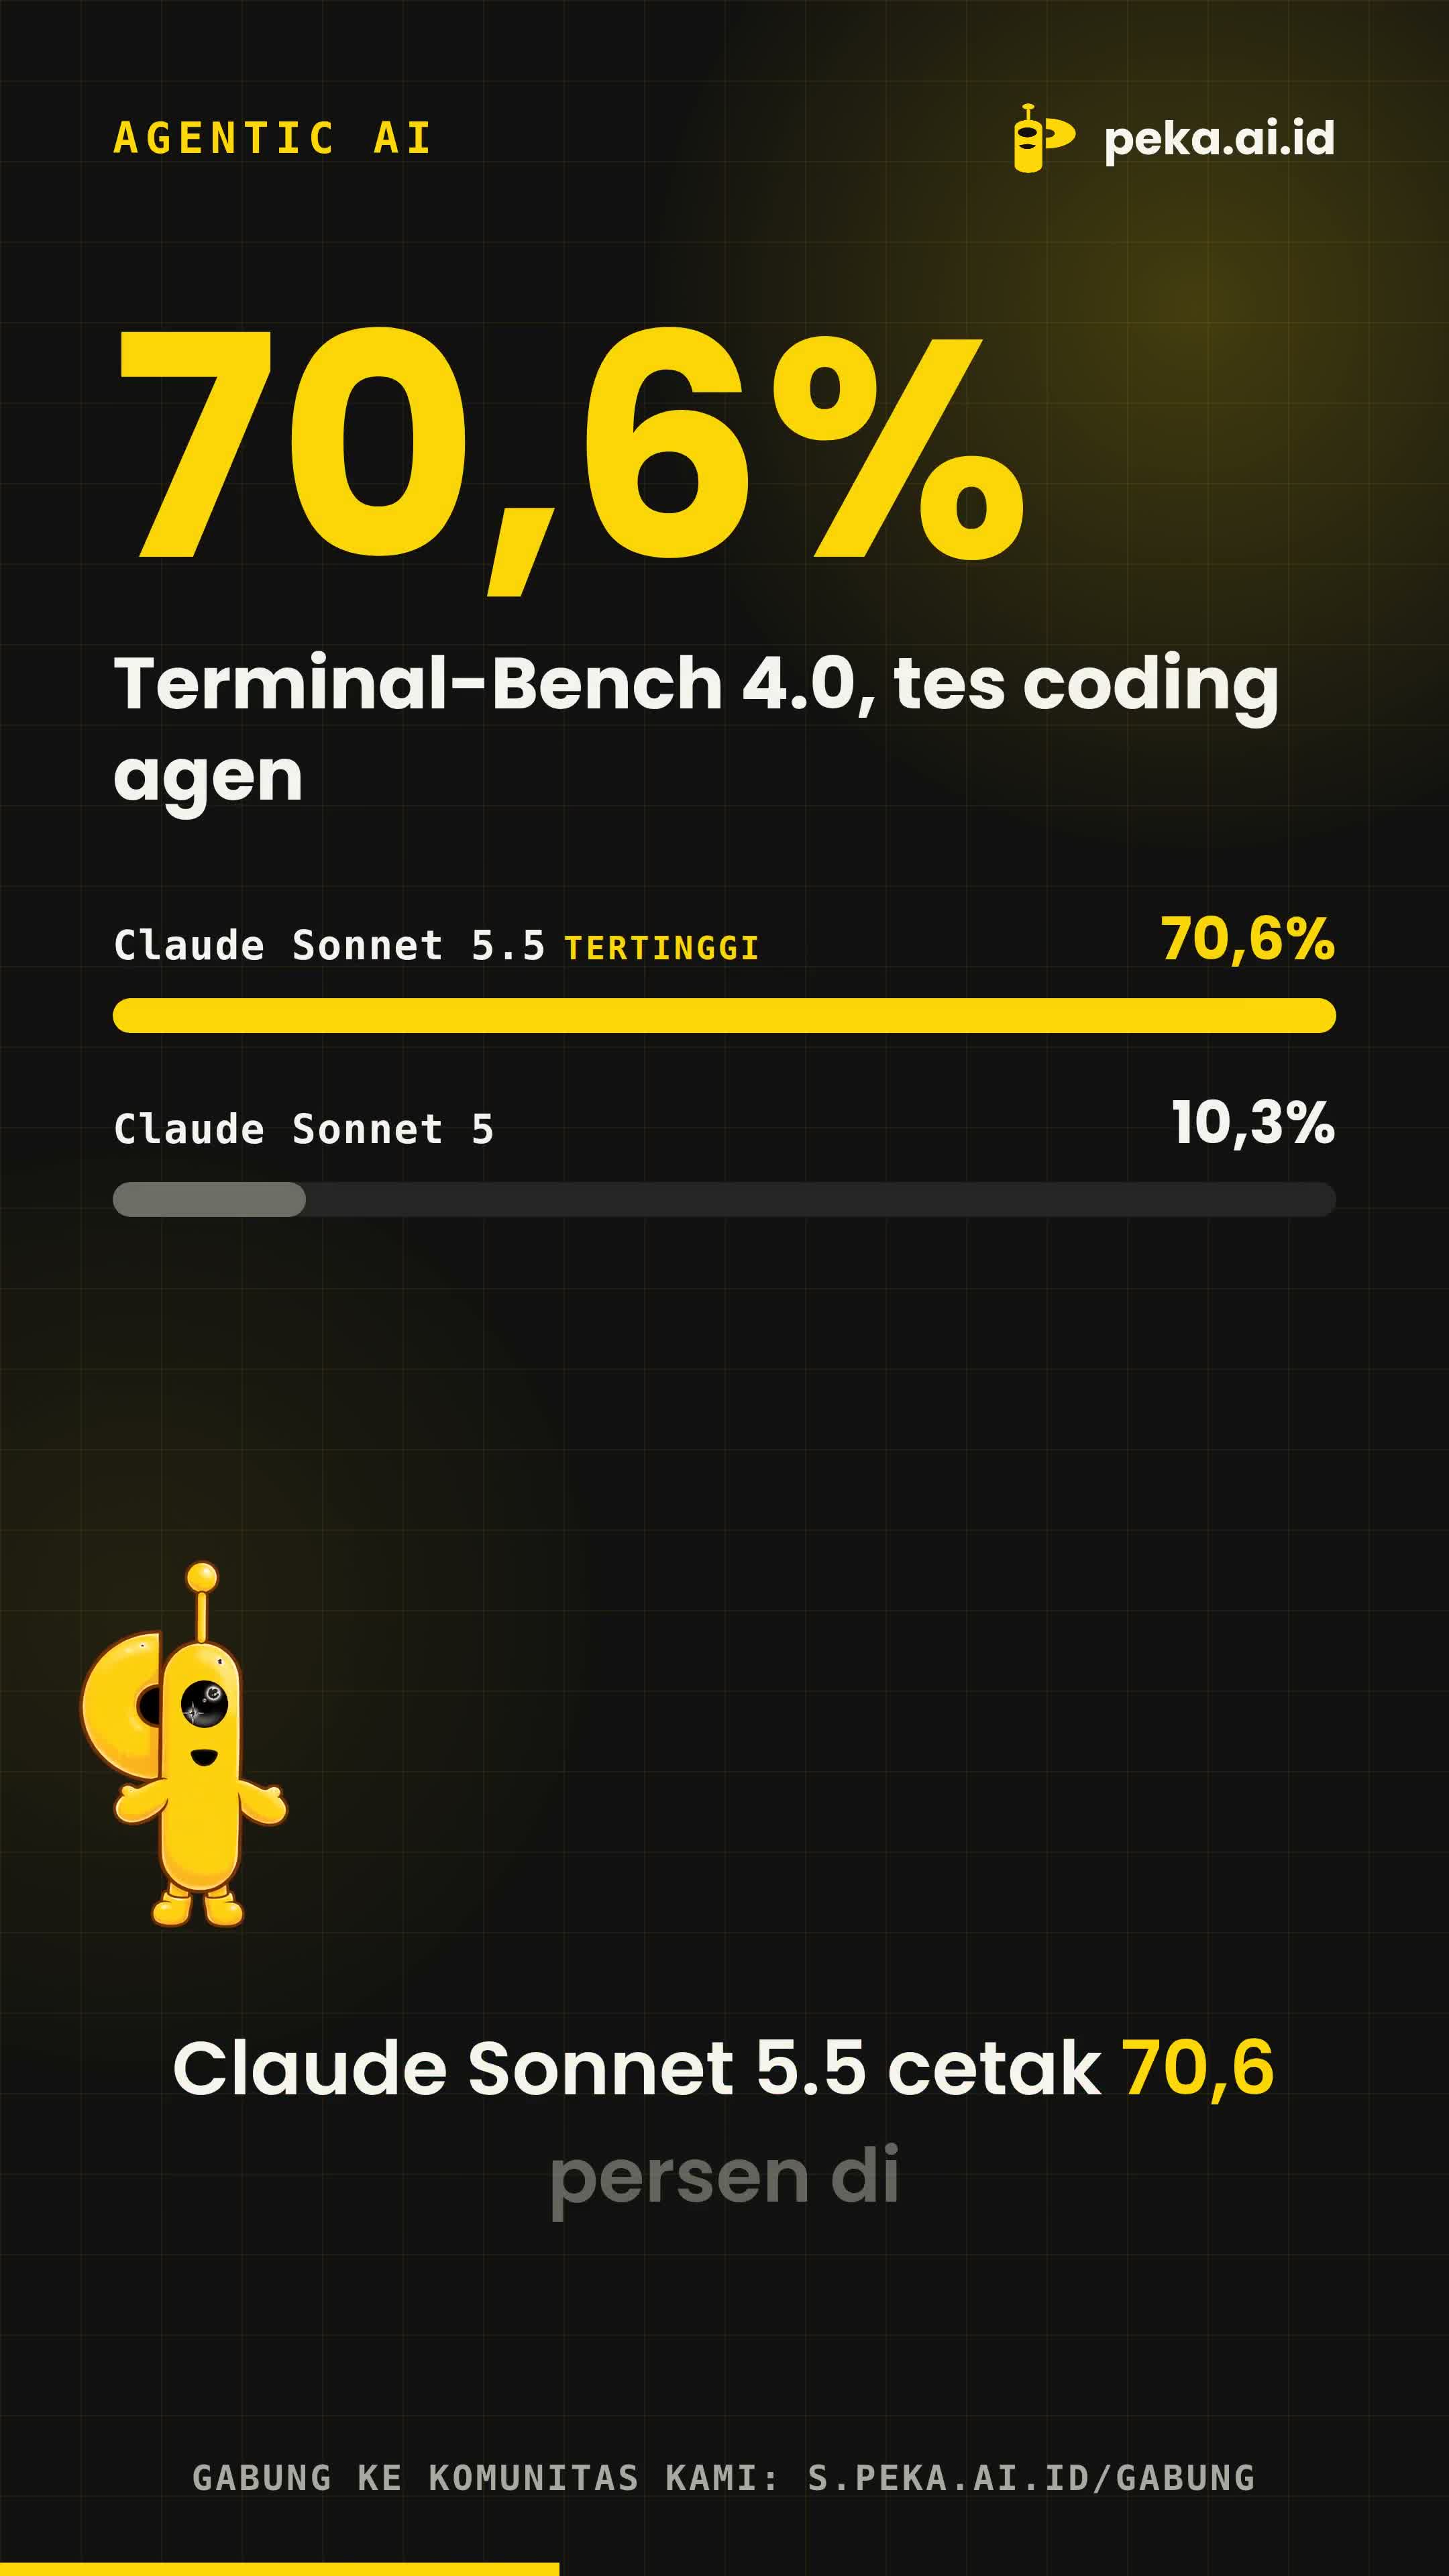 AGENTIC AI
peka.ai.id
70,6%
Terminal-Bench 4.0, tes coding
agen
Claude Sonnet 5.5 TERTINGGI 70,6%
Claude Sonnet 5 10,3%
Claude Sonnet 5.5 cetak 70,6
persen di
GABUNG KE KOMUNITAS KAMI: S.PEKA.AI.ID/GABUNG